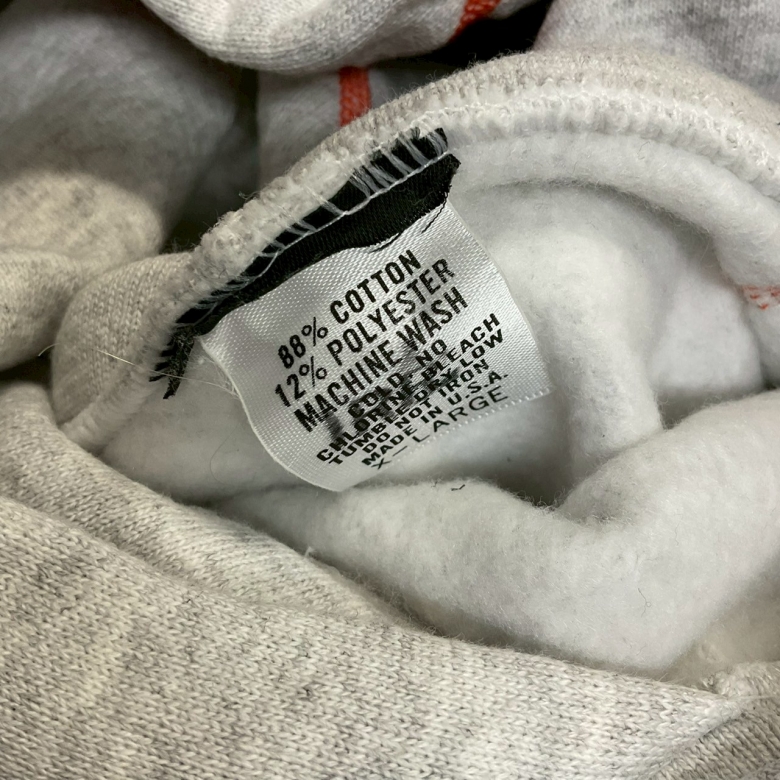 88% COTTON
12% POLYESTER
MACHINE WASH
COLD. NO
CHLORINE BLEACH
TUMBLE DRY LOW
DO NOT IRON
MADE IN U.S.A.
X-LARGE